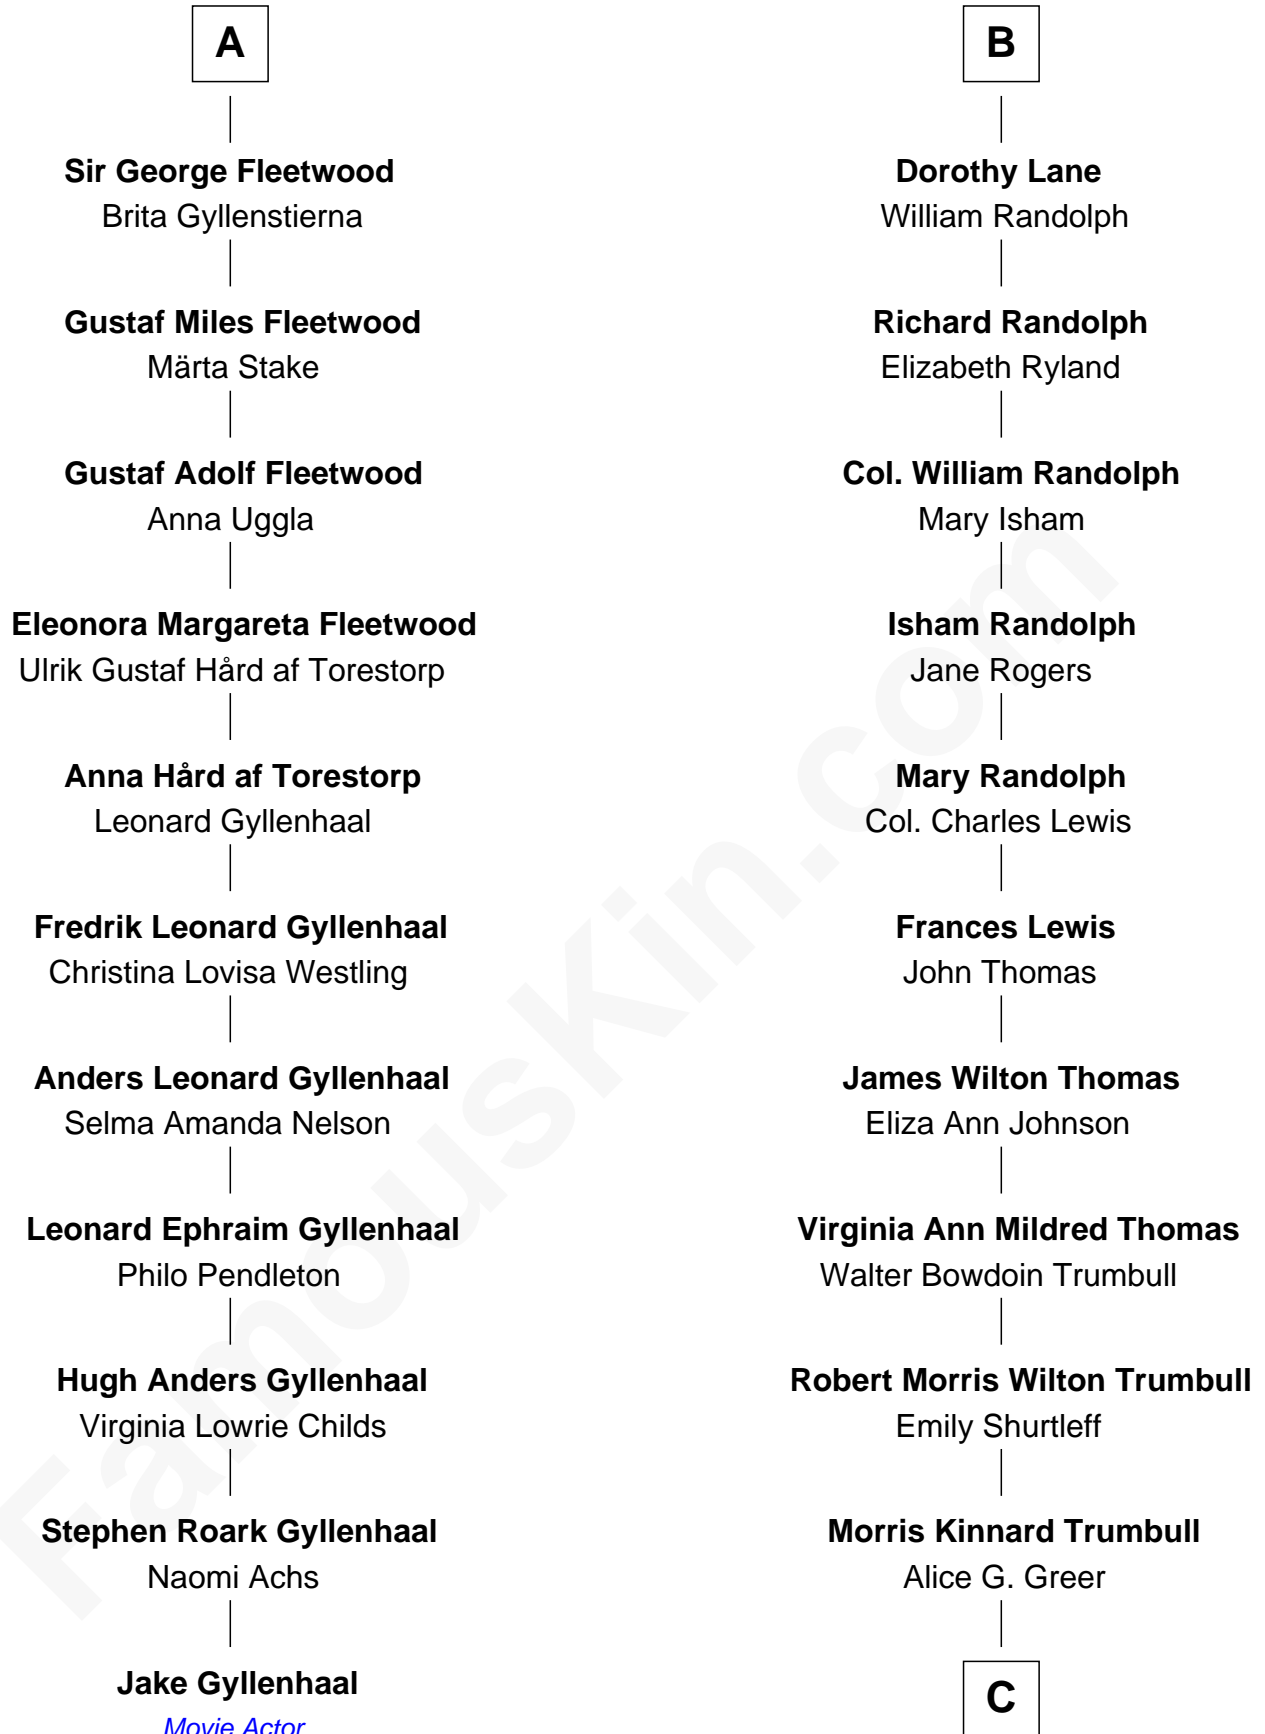 A
Sir George Fleetwood
Brita Gyllenstierna
Gustaf Miles Fleetwood
Märta Stake
Gustaf Adolf Fleetwood
Anna Uggla
Eleonora Margareta Fleetwood
Ulrik Gustaf Hård af Torestorp
Anna Hård af Torestorp
Leonard Gyllenhaal
Fredrik Leonard Gyllenhaal
Christina Lovisa Westling
Anders Leonard Gyllenhaal
Selma Amanda Nelson
Leonard Ephraim Gyllenhaal
Philo Pendleton
Hugh Anders Gyllenhaal
Virginia Lowrie Childs
Stephen Roark Gyllenhaal
Naomi Achs
Jake Gyllenhaal
Movie Actor
B
Dorothy Lane
William Randolph
Richard Randolph
Elizabeth Ryland
Col. William Randolph
Mary Isham
Isham Randolph
Jane Rogers
Mary Randolph
Col. Charles Lewis
Frances Lewis
John Thomas
James Wilton Thomas
Eliza Ann Johnson
Virginia Ann Mildred Thomas
Walter Bowdoin Trumbull
Robert Morris Wilton Trumbull
Emily Shurtleff
Morris Kinnard Trumbull
Alice G. Greer
C
FamousKin.com